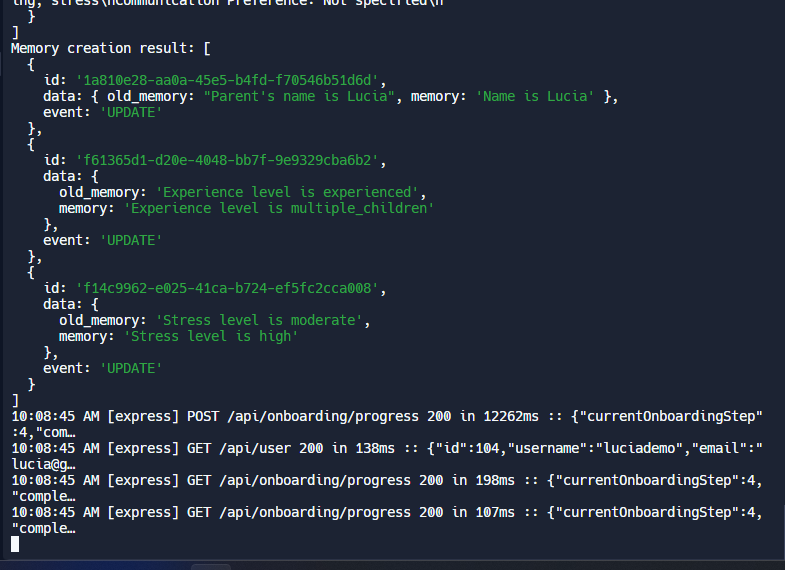 ing, stress\nCommunication Preference: Not specified\n
  }
]
Memory creation result: [
  {
    id: '1a810e28-aa0a-45e5-b4fd-f70546b51d6d',
    data: { old_memory: "Parent's name is Lucia", memory: 'Name is Lucia' },
    event: 'UPDATE'
  },
  {
    id: 'f61365d1-d20e-4048-bb7f-9e9329cba6b2',
    data: {
      old_memory: 'Experience level is experienced',
      memory: 'Experience level is multiple_children'
    },
    event: 'UPDATE'
  },
  {
    id: 'f14c9962-e025-41ca-b724-ef5fc2cca008',
    data: {
      old_memory: 'Stress level is moderate',
      memory: 'Stress level is high'
    },
    event: 'UPDATE'
  }
]
10:08:45 AM [express] POST /api/onboarding/progress 200 in 12262ms :: {"currentOnboardingStep"
:4,"com…
10:08:45 AM [express] GET /api/user 200 in 138ms :: {"id":104,"username":"luciademo","email":"
lucia@g…
10:08:45 AM [express] GET /api/onboarding/progress 200 in 198ms :: {"currentOnboardingStep":4,
"comple…
10:08:45 AM [express] GET /api/onboarding/progress 200 in 107ms :: {"currentOnboardingStep":4,
"comple…